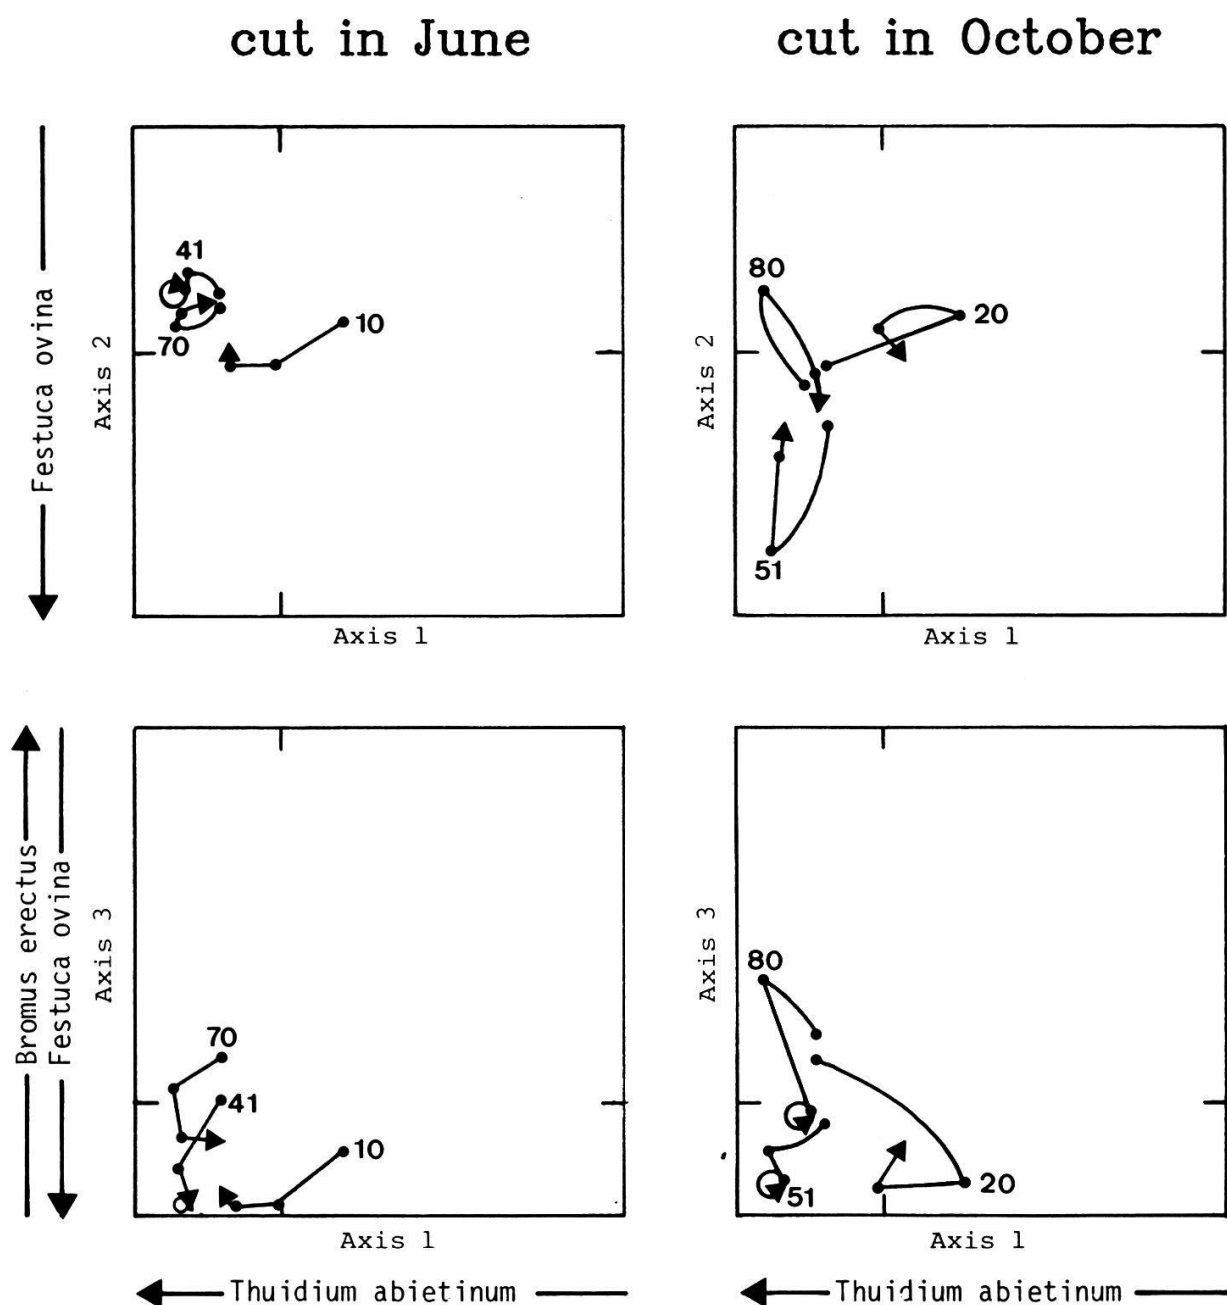 cut in June
cut in October
Festuca ovina
Axis 2
41
70
10
Axis 1
Axis 2
80
20
51
Axis 1
Bromus erectus
Festuca ovina
Axis 3
70
41
10
Axis 1
Thuidium abietinum
Axis 3
80
51
20
Axis 1
Thuidium abietinum